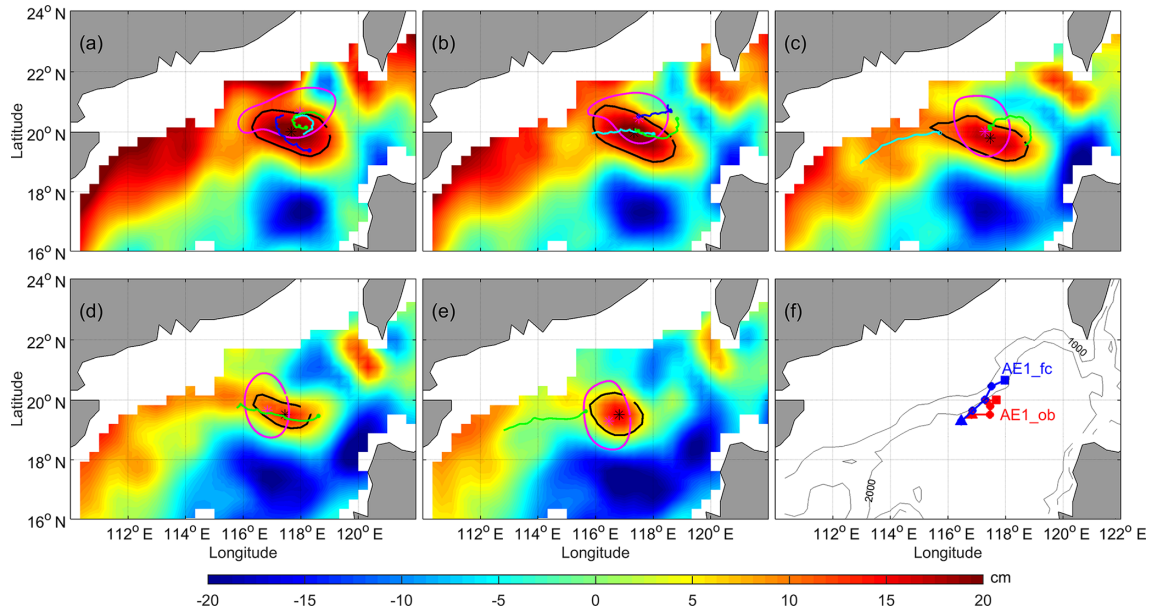 24° N
22° N
20° N
18° N
16° N
Latitude
(a)
(b)
(c)
24° N
22° N
20° N
18° N
16° N
Latitude
(d)
(e)
(f)
1000
AE1_fc
AE1_ob
2000
112° E 114° E 116° E 118° E 120° E
112° E 114° E 116° E 118° E 120° E
112° E 114° E 116° E 118° E 120° E 122° E
Longitude
Longitude
Longitude
cm
-20 -15 -10 -5 0 5 10 15 20